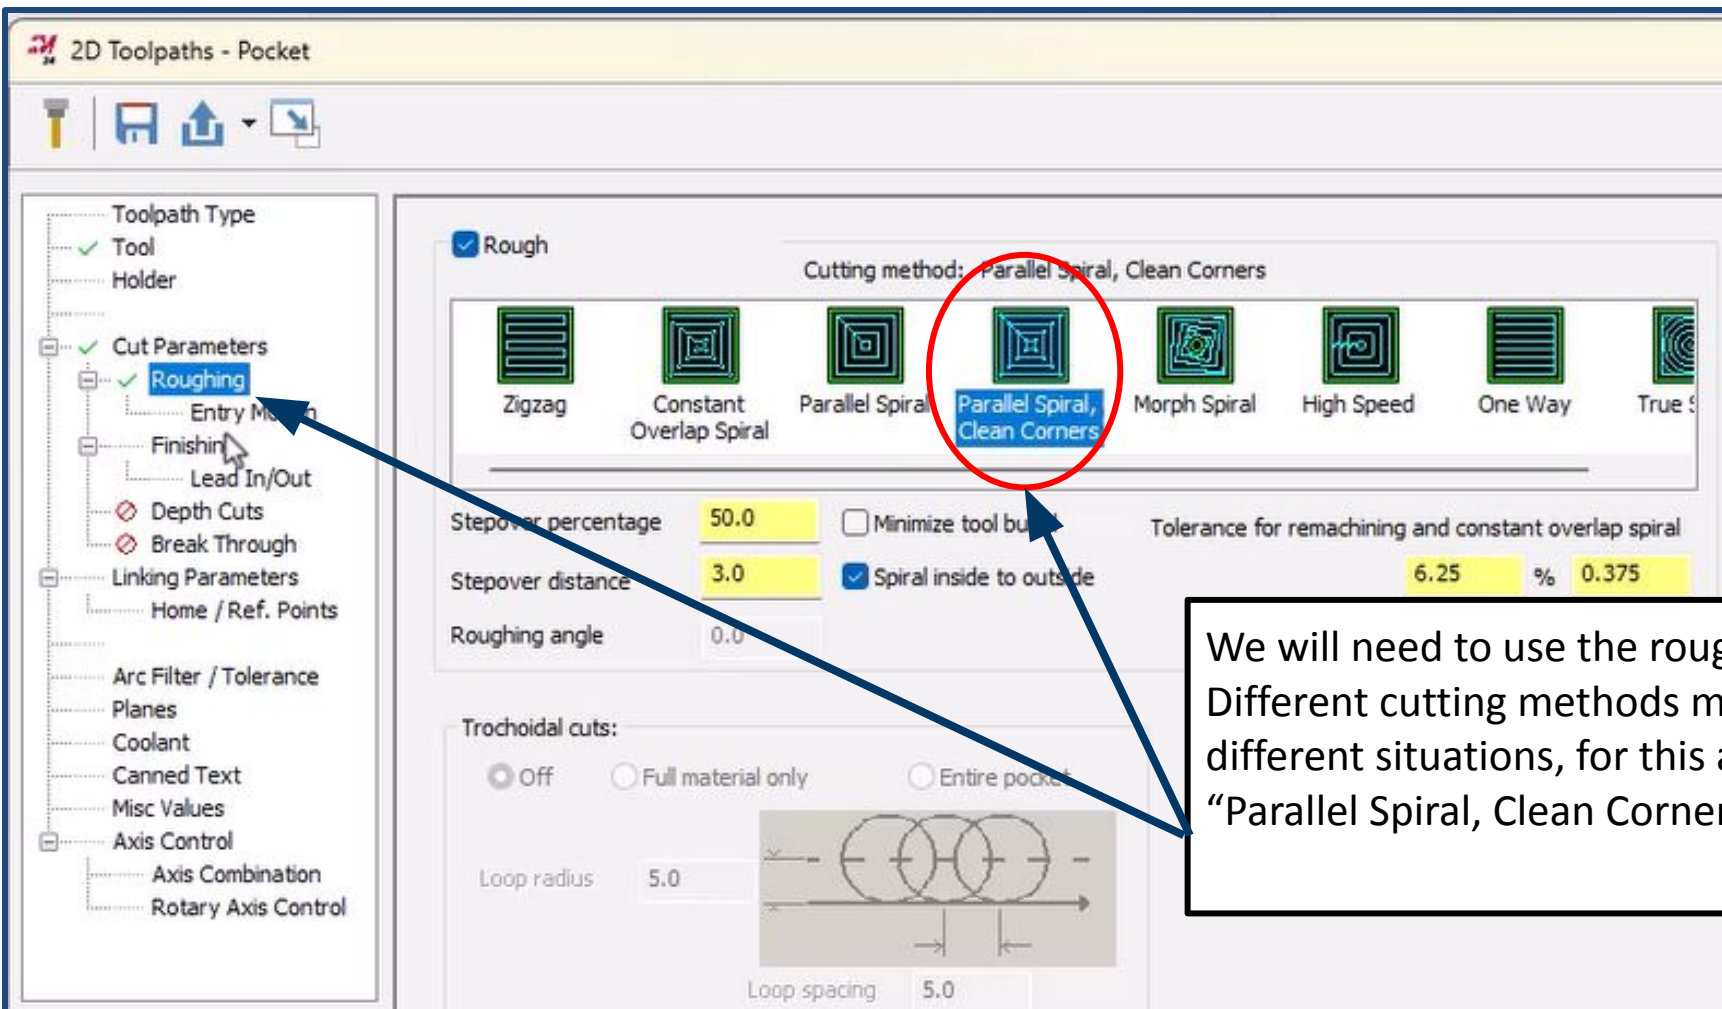 2D Toolpaths - Pocket
Toolpath Type
Tool
Holder
Cut Parameters
Roughing
Entry
Finishing
Lead In/Out
Depth Cuts
Break Through
Linking Parameters
Home / Ref. Points
Arc Filter / Tolerance
Planes
Coolant
Canned Text
Misc Values
Axis Control
Axis Combination
Rotary Axis Control
Rough
Cutting method: Parallel Spiral, Clean Corners
Zigzag
Constant
Overlap Spiral
Parallel Spiral
Parallel Spiral,
Clean Corners
Morph Spiral
High Speed
One Way
True
Stepover percentage 50.0
Minimize tool
Tolerance for remachining and constant overlap spiral
Stepover distance 3.0
Spiral inside to outside
6.25 % 0.375
Roughing angle 0.0
We will need to use the
Different cutting methods
different situations, for this
“Parallel Spiral, Clean
Trochoidal cuts:
Off
Full material only
Entire pocket
Loop radius 5.0
Loop spacing 5.0